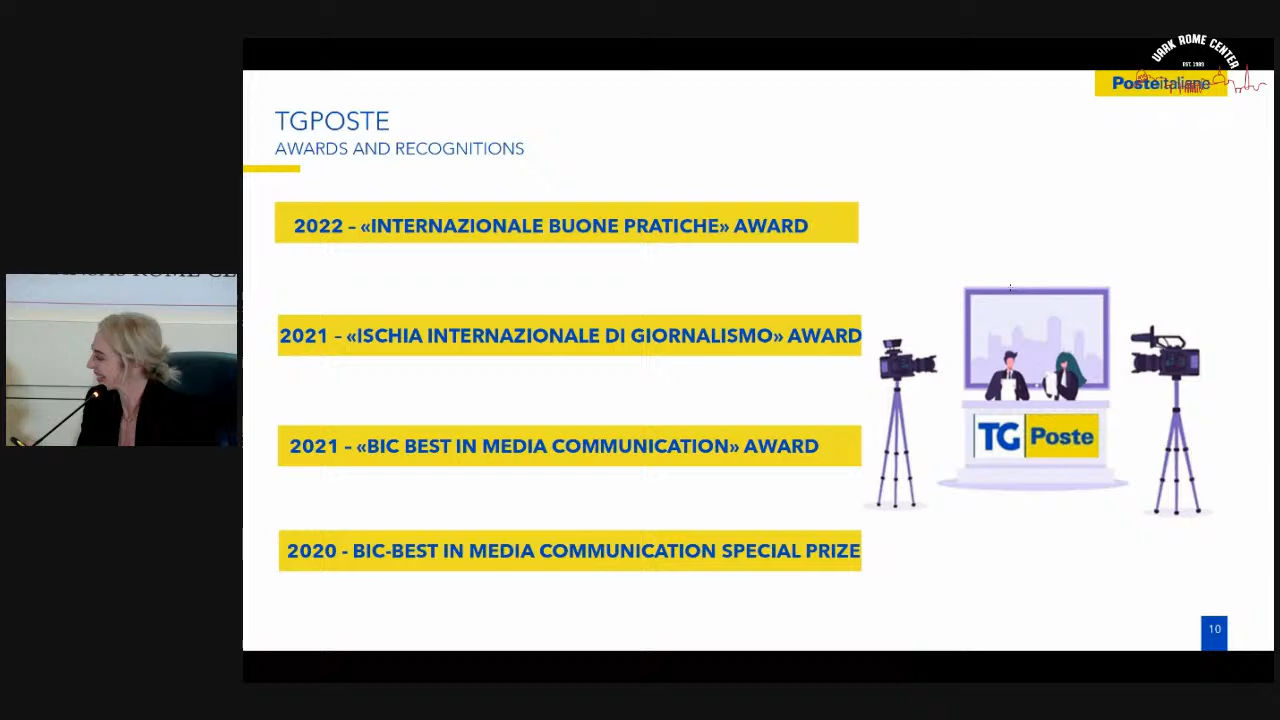 UARK ROME CENTER
EST. 1989
Posteitaliane
TGPOSTE
AWARDS AND RECOGNITIONS
2022 – «INTERNAZIONALE BUONE PRATICHE» AWARD
2021 – «ISCHIA INTERNAZIONALE DI GIORNALISMO» AWARD
2021 – «BIC BEST IN MEDIA COMMUNICATION» AWARD
2020 - BIC-BEST IN MEDIA COMMUNICATION SPECIAL PRIZE
TG Poste
10